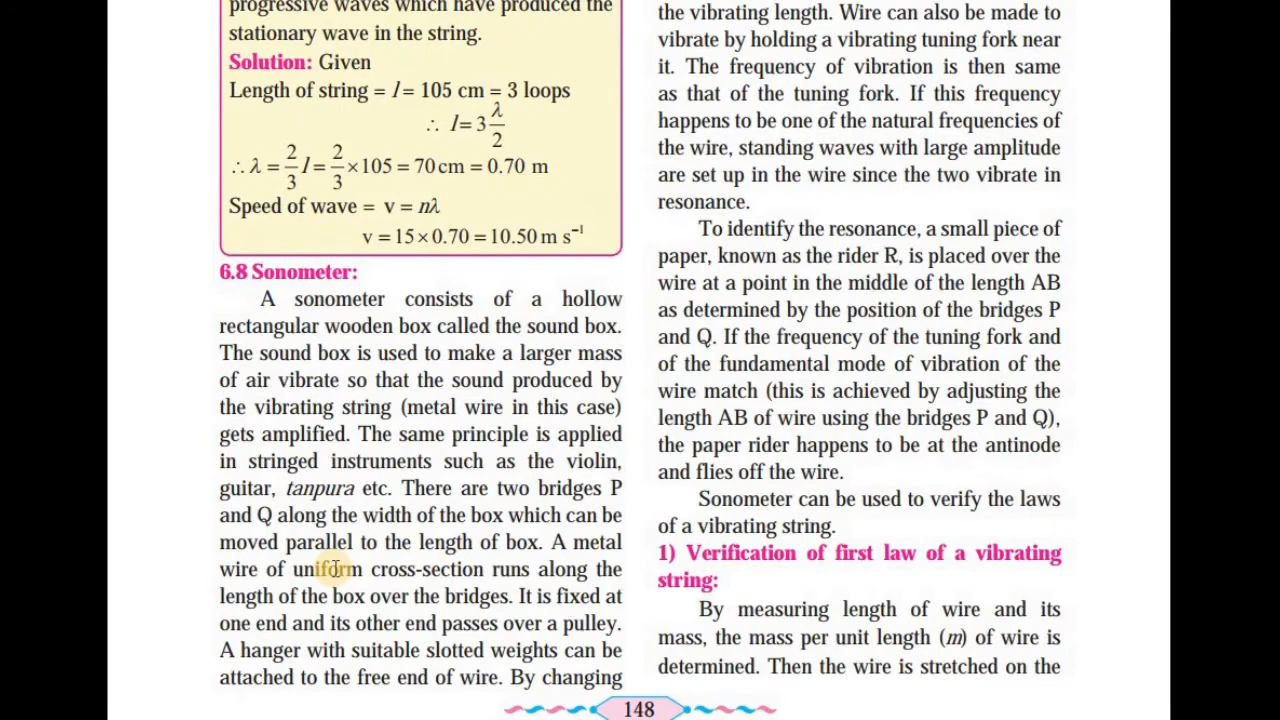 progressive waves which have produced the
stationary wave in the string.
Solution: Given
Length of string = l = 105 cm = 3 loops
∴ l = 3 λ/2
∴ λ = 2/3 l = 2/3 × 105 = 70 cm = 0.70 m
Speed of wave = v = nλ
v = 15 × 0.70 = 10.50 m s⁻¹
6.8 Sonometer:
A sonometer consists of a hollow
rectangular wooden box called the sound box.
The sound box is used to make a larger mass
of air vibrate so that the sound produced by
the vibrating string (metal wire in this case)
gets amplified. The same principle is applied
in stringed instruments such as the violin,
guitar, tanpura etc. There are two bridges P
and Q along the width of the box which can be
moved parallel to the length of box. A metal
wire of uniform cross-section runs along the
length of the box over the bridges. It is fixed at
one end and its other end passes over a pulley.
A hanger with suitable slotted weights can be
attached to the free end of wire. By changing
the vibrating length. Wire can also be made to
vibrate by holding a vibrating tuning fork near
it. The frequency of vibration is then same
as that of the tuning fork. If this frequency
happens to be one of the natural frequencies of
the wire, standing waves with large amplitude
are set up in the wire since the two vibrate in
resonance.
To identify the resonance, a small piece of
paper, known as the rider R, is placed over the
wire at a point in the middle of the length AB
as determined by the position of the bridges P
and Q. If the frequency of the tuning fork and
of the fundamental mode of vibration of the
wire match (this is achieved by adjusting the
length AB of wire using the bridges P and Q),
the paper rider happens to be at the antinode
and flies off the wire.
Sonometer can be used to verify the laws
of a vibrating string.
1) Verification of first law of a vibrating
string:
By measuring length of wire and its
mass, the mass per unit length (m) of wire is
determined. Then the wire is stretched on the
148